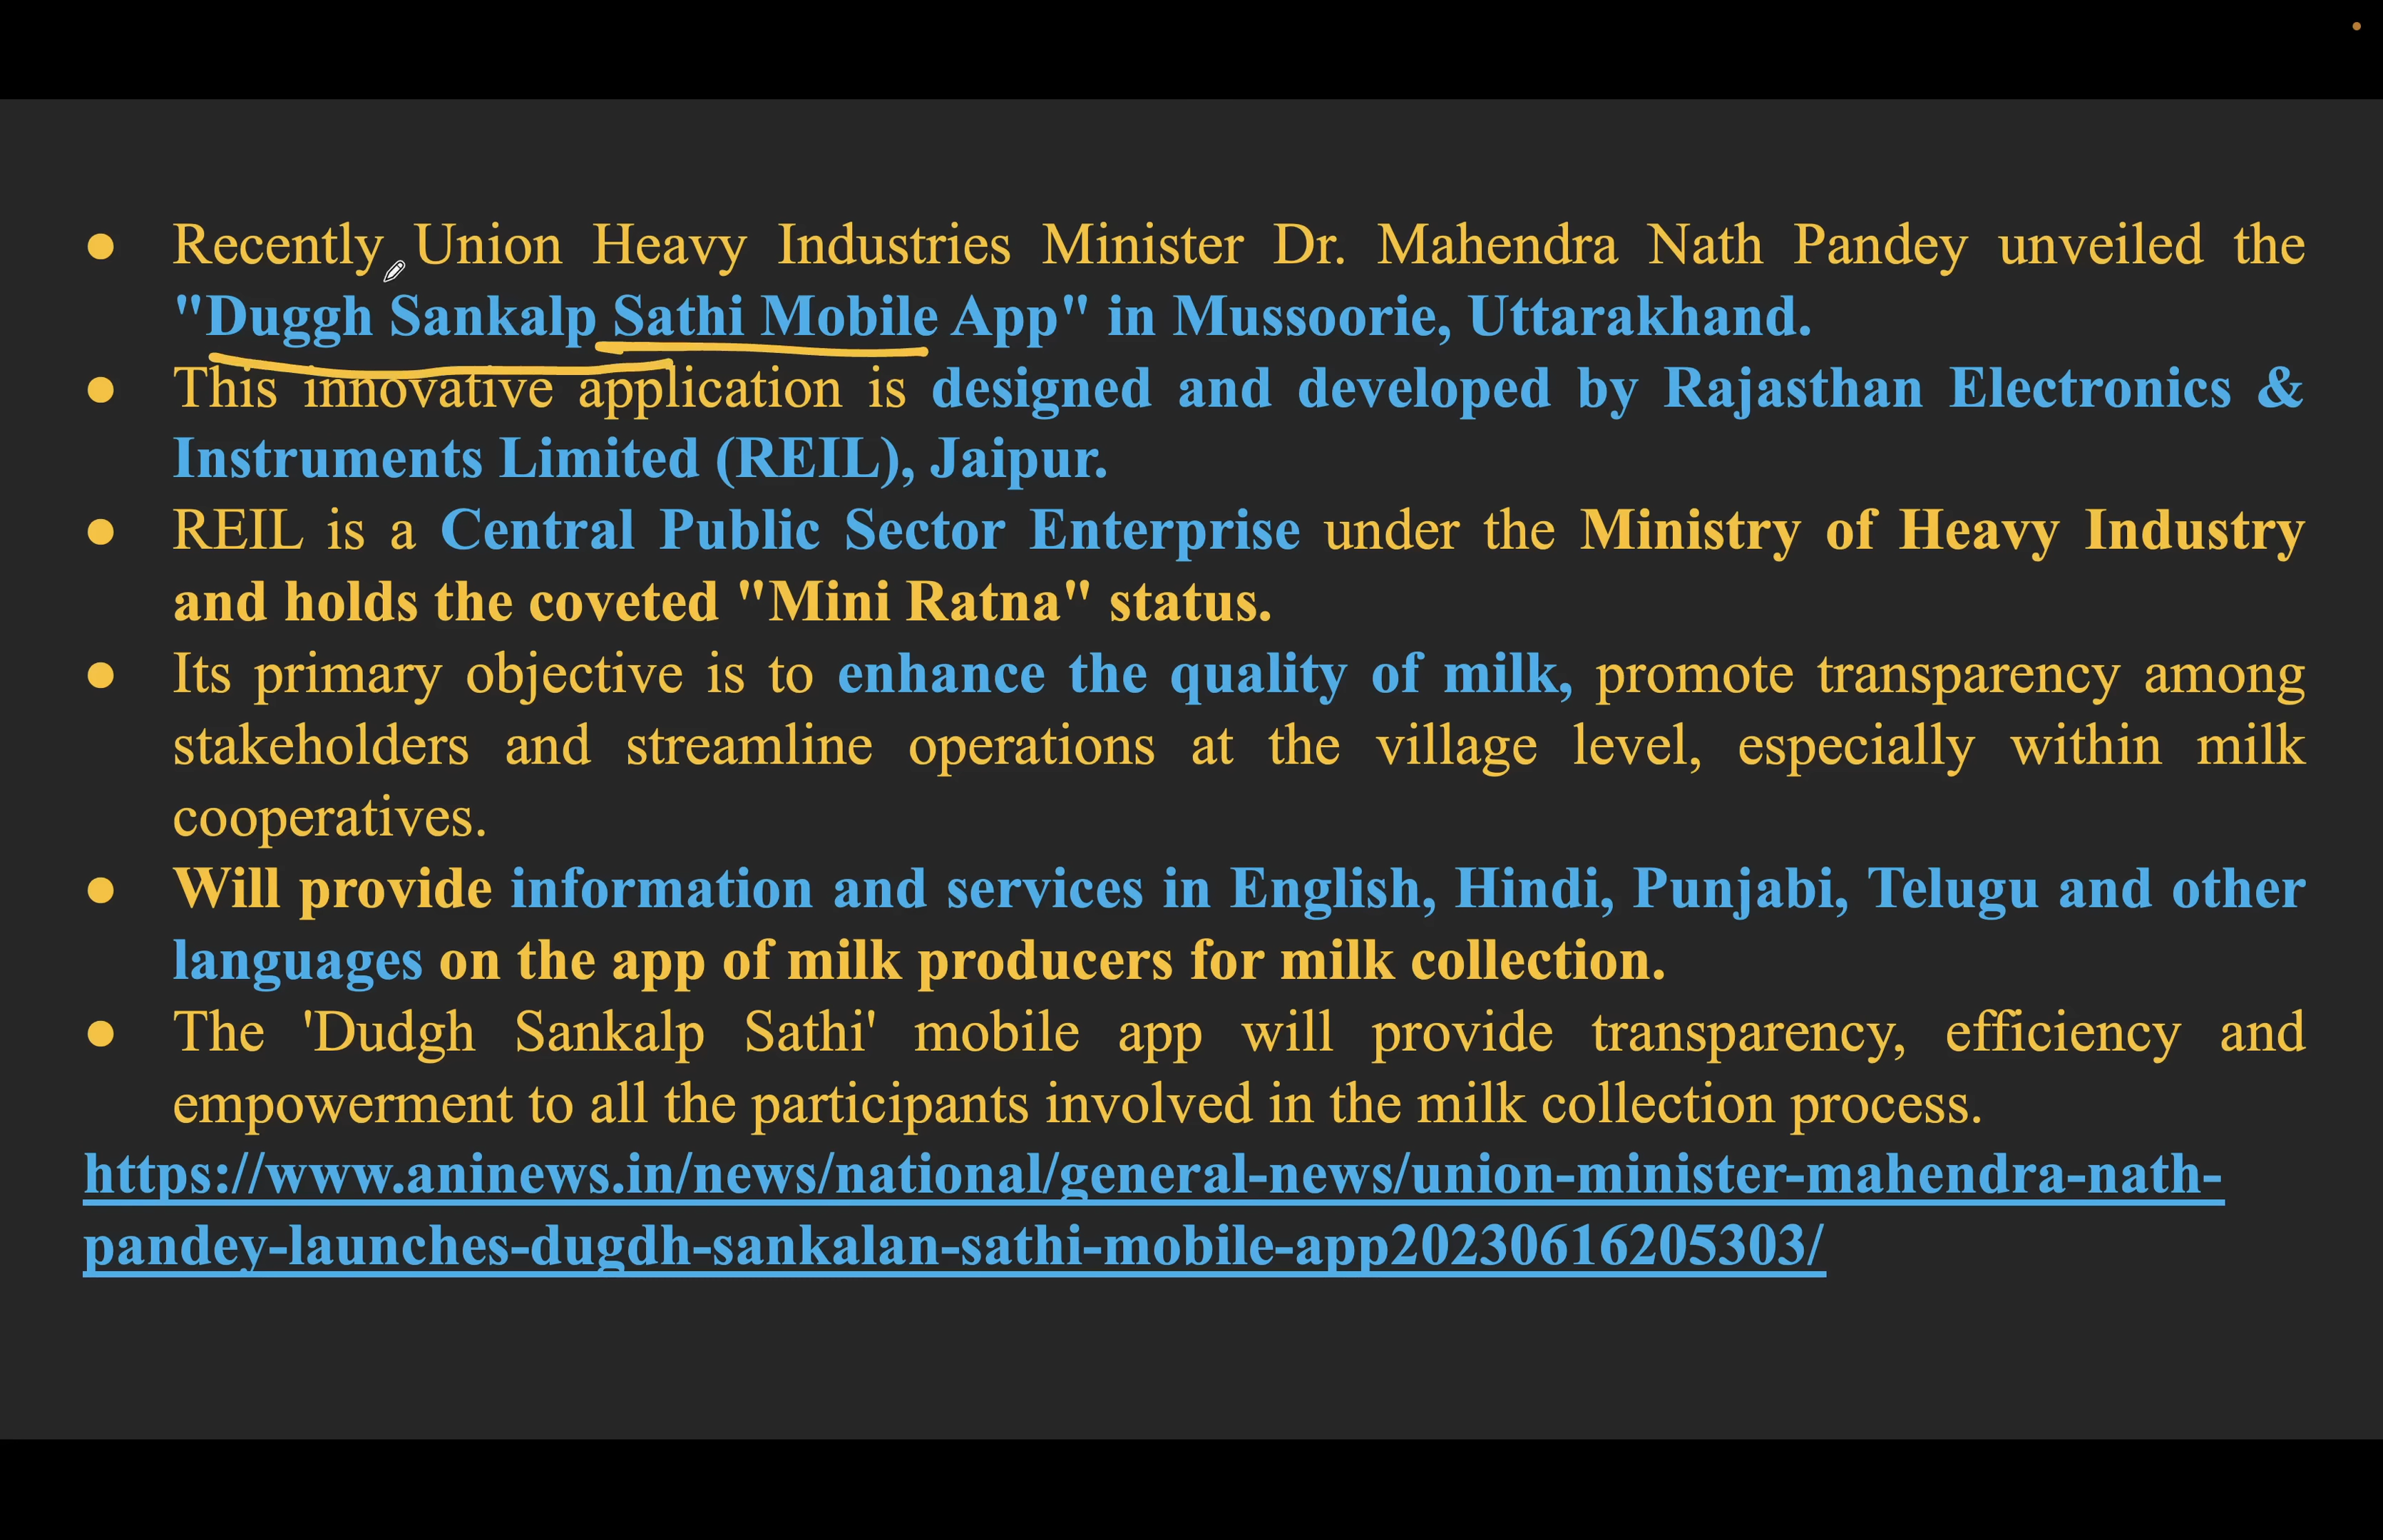 ● Recently Union Heavy Industries Minister Dr. Mahendra Nath Pandey unveiled the
"Duggh Sankalp Sathi Mobile App" in Mussoorie, Uttarakhand.
● This innovative application is designed and developed by Rajasthan Electronics &
Instruments Limited (REIL), Jaipur.
● REIL is a Central Public Sector Enterprise under the Ministry of Heavy Industry
and holds the coveted "Mini Ratna" status.
● Its primary objective is to enhance the quality of milk, promote transparency among
stakeholders and streamline operations at the village level, especially within milk
cooperatives.
● Will provide information and services in English, Hindi, Punjabi, Telugu and other
languages on the app of milk producers for milk collection.
● The 'Dudgh Sankalp Sathi' mobile app will provide transparency, efficiency and
empowerment to all the participants involved in the milk collection process.
https://www.aninews.in/news/national/general-news/union-minister-mahendra-nath-
pandey-launches-dugdh-sankalan-sathi-mobile-app20230616205303/